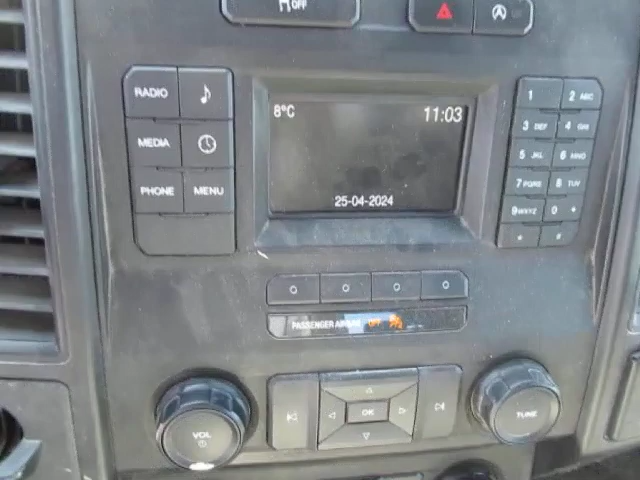 OFF
RADIO
8°C 11:03
1 2 ABC
3 DEF 4 GHI
MEDIA
5 JKL 6 MNO
PHONE MENU
7 PQRS 8 TUV
25-04-2024
9 WXYZ 0 +
* #
PASSENGER AIRBAG OFF
OK
VOL
TUNE